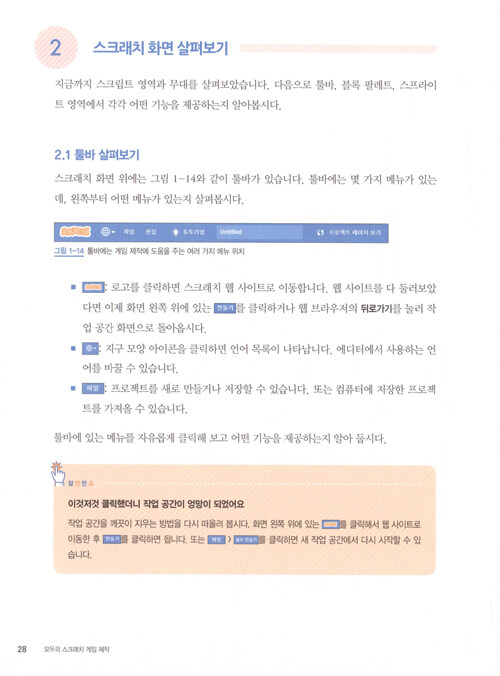 2 스크래치 화면 살펴보기
지금까지 스크립트 영역과 무대를 살펴보았습니다. 다음으로 툴바, 블록 팔레트, 스프라이
트 영역에서 각각 어떤 기능을 제공하는지 알아봅시다.
2.1 툴바 살펴보기
스크래치 화면 위에는 그림 1-14와 같이 툴바가 있습니다. 툴바에는 몇 가지 메뉴가 있는
데, 왼쪽부터 어떤 메뉴가 있는지 살펴봅시다.
파일 편집 튜토리얼 Untitled 프로젝트 페이지 보기
그림 1-14 툴바에는 게임 제작에 도움을 주는 여러 가지 메뉴 위치
■ : 로고를 클릭하면 스크래치 웹 사이트로 이동합니다. 웹 사이트를 다 둘러보았
다면 이제 화면 왼쪽 위에 있는 만들기 를 클릭하거나 웹 브라우저의 뒤로가기를 눌러 작
업 공간 화면으로 돌아옵시다.
■ : 지구 모양 아이콘을 클릭하면 언어 목록이 나타납니다. 에디터에서 사용하는 언
어를 바꿀 수 있습니다.
■ 파일 : 프로젝트를 새로 만들거나 저장할 수 있습니다. 또는 컴퓨터에 저장한 프로젝
트를 가져올 수 있습니다.
툴바에 있는 메뉴를 자유롭게 클릭해 보고 어떤 기능을 제공하는지 알아 둡시다.
잠깐만요
이것저것 클릭했더니 작업 공간이 엉망이 되었어요
작업 공간을 깨끗이 지우는 방법을 다시 떠올려 봅시다. 화면 왼쪽 위에 있는 를 클릭해서 웹 사이트로
이동한 후 만들기 를 클릭하면 됩니다. 또는 파일 > 새로 만들기 를 클릭하면 새 작업 공간에서 다시 시작할 수 있
습니다.
28 모두의 스크래치 게임 제작